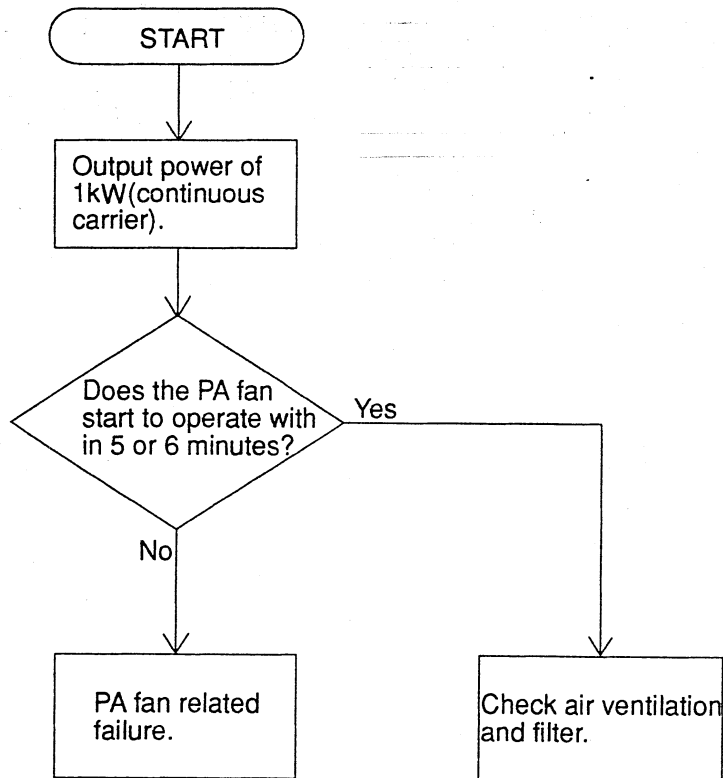 START
Output power of
1kW(continuous
carrier).
Does the PA fan
start to operate with
in 5 or 6 minutes?
Yes
No
PA fan related
failure.
Check air ventilation
and filter.